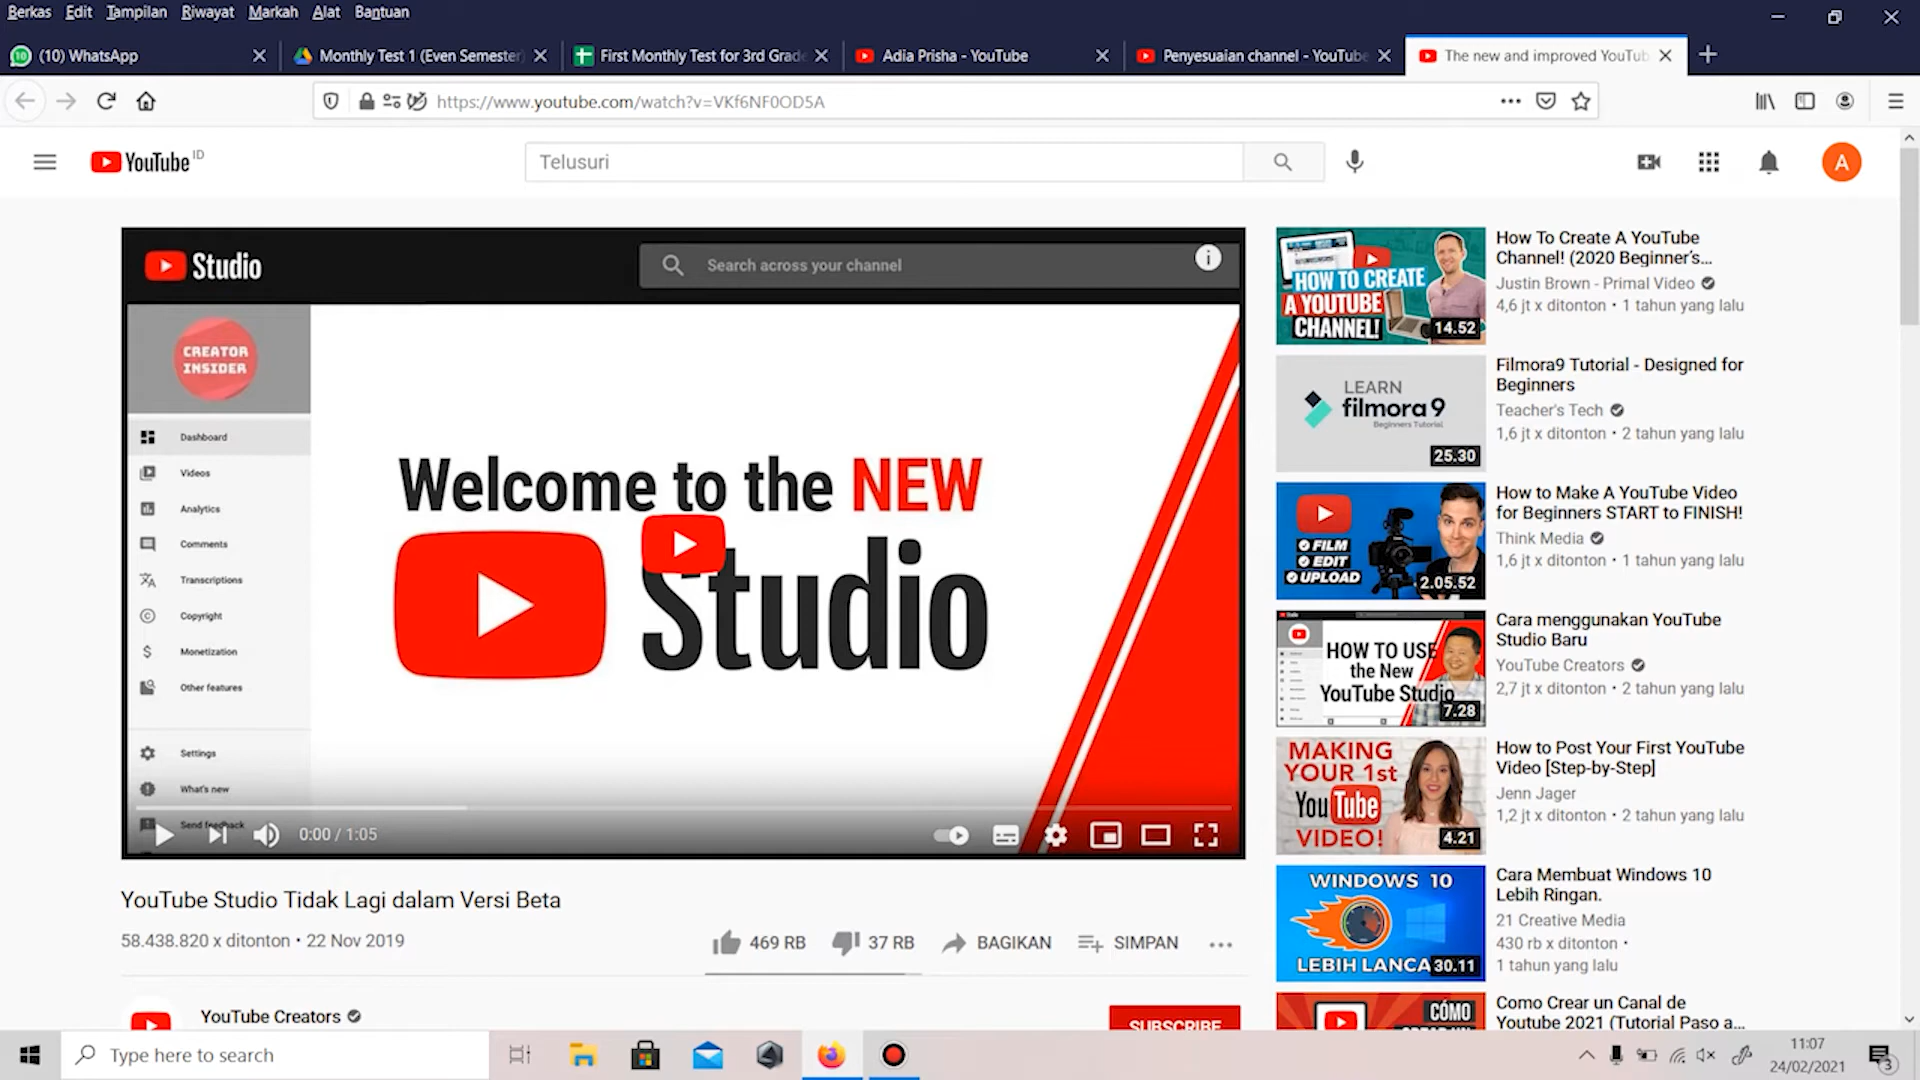 Berkas Edit Tampilan Riwayat Markah Alat Bantuan
(10) WhatsApp
Monthly Test 1 (Even Semester
First Monthly Test for 3rd Grade
Adia Prisha - YouTube
Penyesuaian channel - YouTube
The new and improved YouTub
https://www.youtube.com/watch?v=VKf6NF0OD5A
YouTube ID
Telusuri
A
Studio
Search across your channel
CREATOR
INSIDER
Dashboard
Videos
Analytics
Comments
Transcriptions
Copyright
Monetization
Other features
Settings
What's new
Send feedback
Welcome to the NEW
Studio
0:00 / 1:05
YouTube Studio Tidak Lagi dalam Versi Beta
58.438.820 x ditonton • 22 Nov 2019
469 RB 37 RB BAGIKAN SIMPAN
YouTube Creators
SUBSCRIBE
HOW TO CREATE
A YOUTUBE
CHANNEL!
14.52
How To Create A YouTube
Channel! (2020 Beginner's...
Justin Brown - Primal Video
4,6 jt x ditonton • 1 tahun yang lalu
LEARN
filmora 9
Beginners Tutorial
25.30
Filmora9 Tutorial - Designed for
Beginners
Teacher's Tech
1,6 jt x ditonton • 2 tahun yang lalu
FILM
EDIT
UPLOAD
2.05.52
How to Make A YouTube Video
for Beginners START to FINISH!
Think Media
1,6 jt x ditonton • 1 tahun yang lalu
HOW TO USE
the New
YouTube Studio
7.28
Cara menggunakan YouTube
Studio Baru
YouTube Creators
2,7 jt x ditonton • 2 tahun yang lalu
MAKING
YOUR 1st
YouTube
VIDEO!
4.21
How to Post Your First YouTube
Video [Step-by-Step]
Jenn Jager
1,2 jt x ditonton • 2 tahun yang lalu
WINDOWS 10
LEBIH LANCA
30.11
Cara Membuat Windows 10
Lebih Ringan.
21 Creative Media
430 rb x ditonton •
1 tahun yang lalu
CÓMO
Como Crear un Canal de
Youtube 2021 (Tutorial Paso a...
Type here to search
11:07
24/02/2021
3